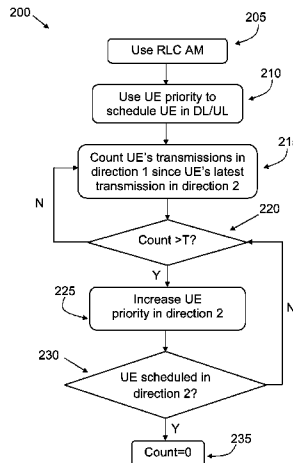 200
Use RLC AM
205
Use UE priority to
schedule UE in DL/UL
210
Count UE's transmissions in
direction 1 since UE's latest
transmission in direction 2
N
Count >T?
220
Y
225
Increase UE
priority in direction 2
N
230
UE scheduled in
direction 2?
Y
Count=0
235